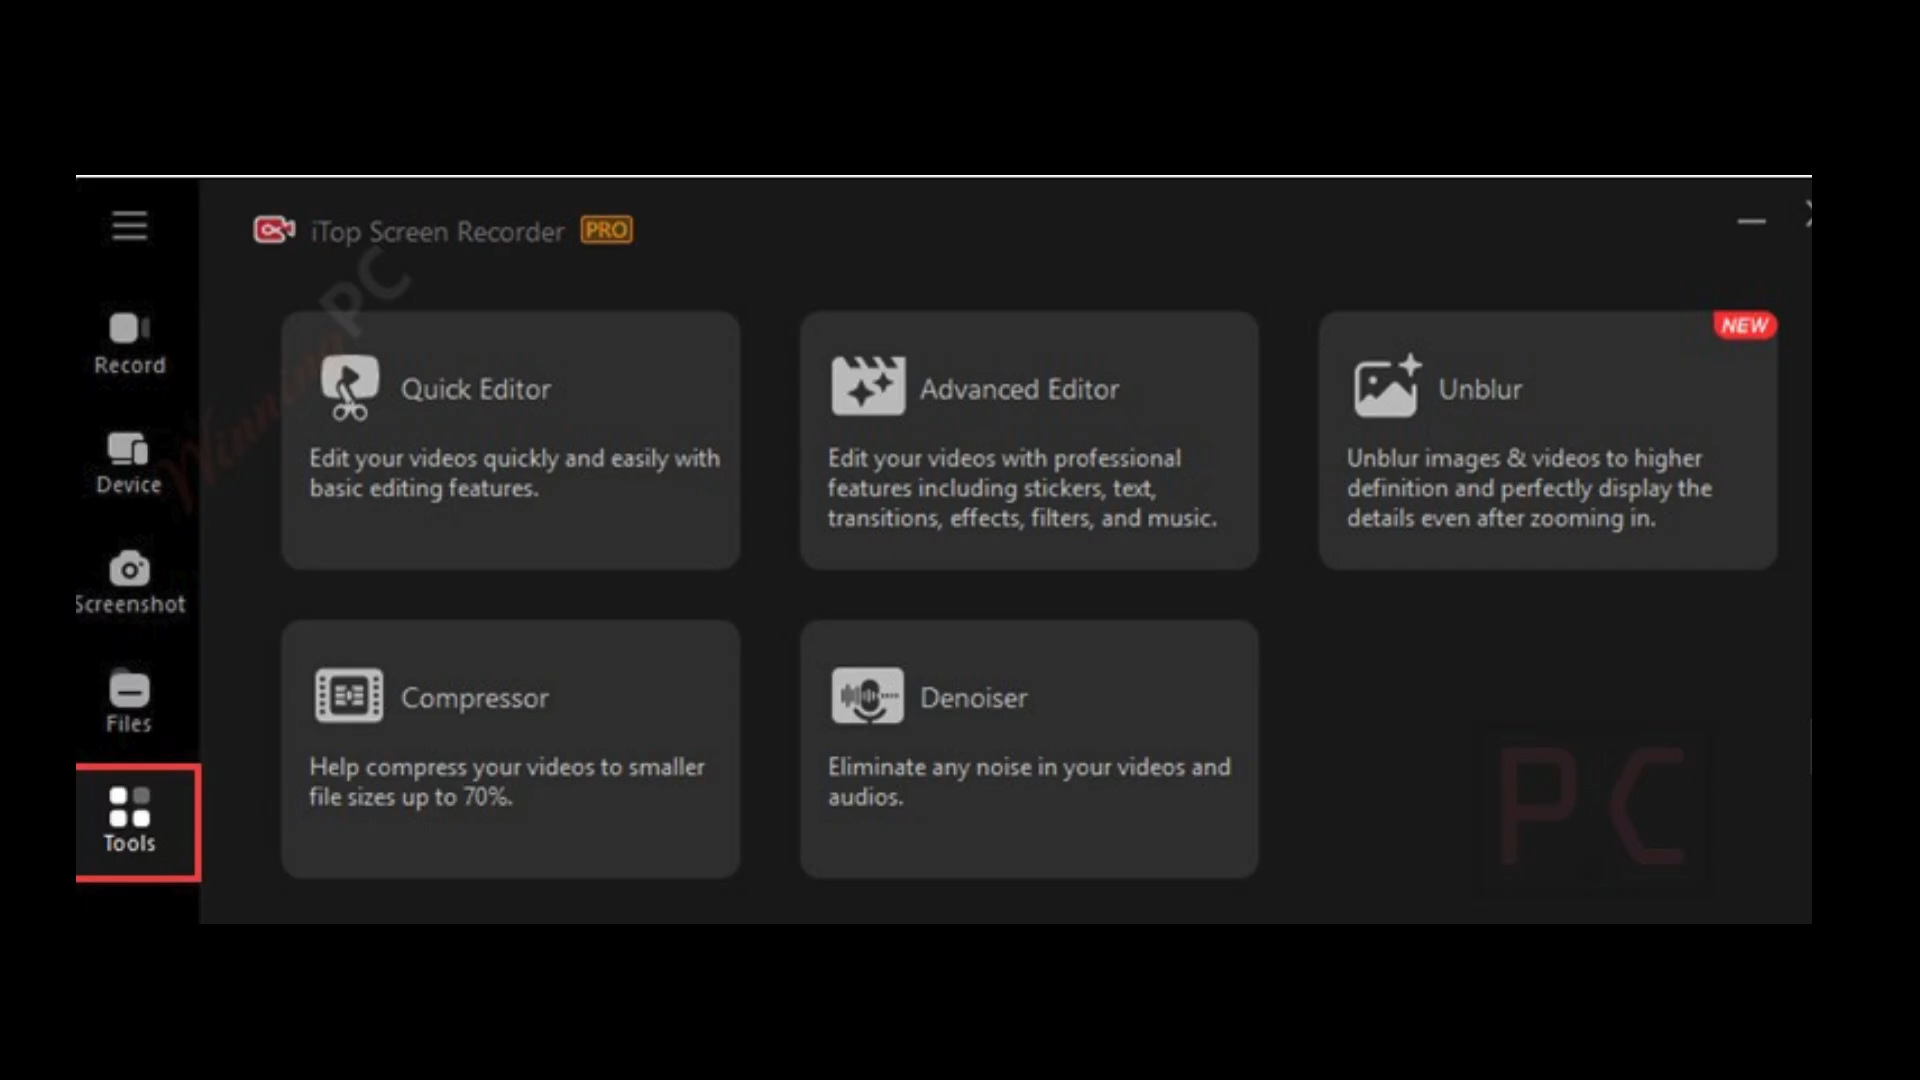 iTop Screen Recorder PRO
Record
Device
Screenshot
Files
Tools
Quick Editor
Edit your videos quickly and easily with
basic editing features.
Advanced Editor
Edit your videos with professional
features including stickers, text,
transitions, effects, filters, and music.
NEW
Unblur
Unblur images & videos to higher
definition and perfectly display the
details even after zooming in.
Compressor
Help compress your videos to smaller
file sizes up to 70%.
Denoiser
Eliminate any noise in your videos and
audios.
WinningPC
PC